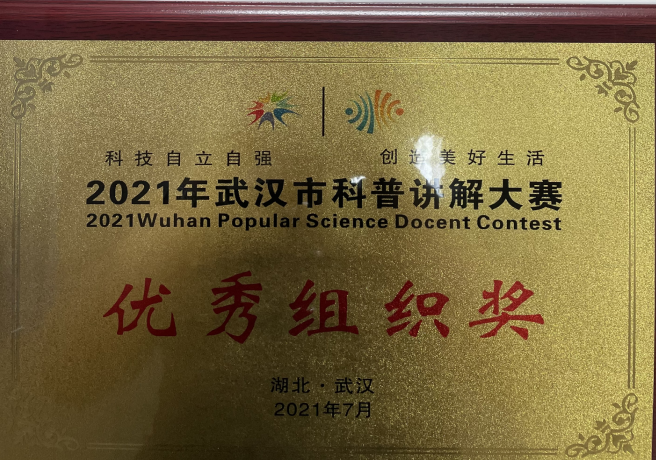 科技自立自强 创造美好生活
2021年武汉市科普讲解大赛
2021Wuhan Popular Science Docent Contest
优秀组织奖
湖北·武汉
2021年7月